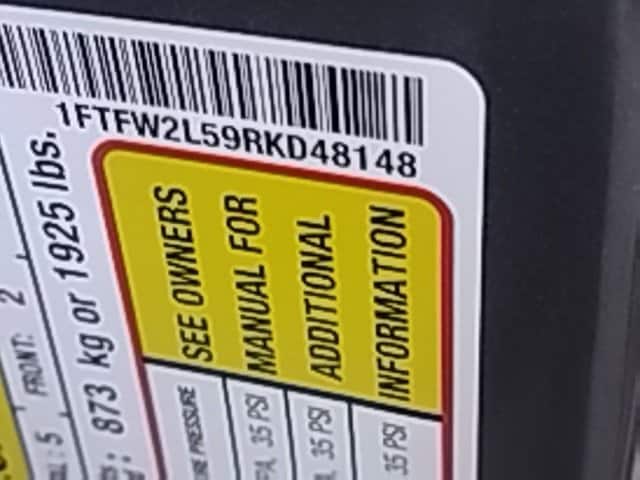 1FTFW2L59RKD48148
SEE OWNERS
MANUAL FOR
ADDITIONAL
INFORMATION
kg or 1925 lbs.
873
FRONT: 2
: 5
PRESSURE
35 PSI
35 PSI
35 PSI